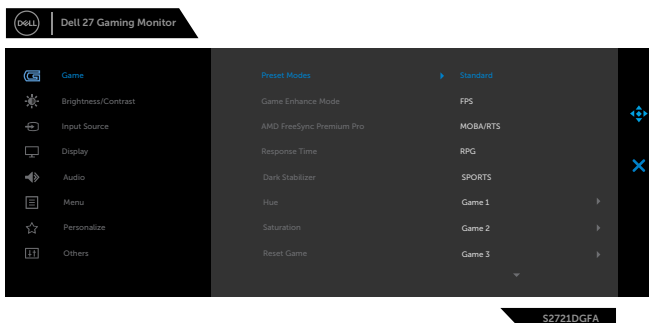 DELL
Dell 27 Gaming Monitor
Game
Preset Modes
Standard
Brightness/Contrast
Game Enhance Mode
FPS
Input Source
AMD FreeSync Premium Pro
MOBA/RTS
Display
Response Time
RPG
Audio
Dark Stabilizer
SPORTS
Menu
Hue
Game 1
Personalize
Saturation
Game 2
Others
Reset Game
Game 3
S2721DGFA